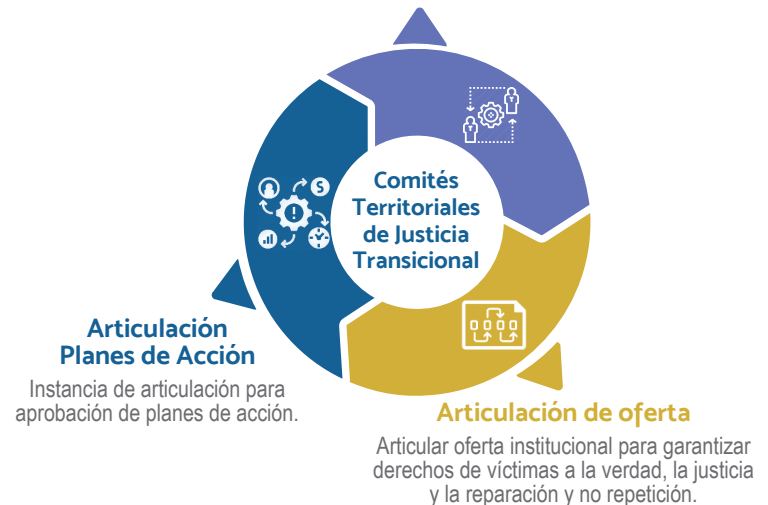 Comités
Territoriales
de Justicia
Transicional
Articulación
Planes de Acción
Instancia de articulación para
aprobación de planes de acción.
Articulación de oferta
Articular oferta institucional para garantizar
derechos de víctimas a la verdad, la justicia
y la reparación y no repetición.